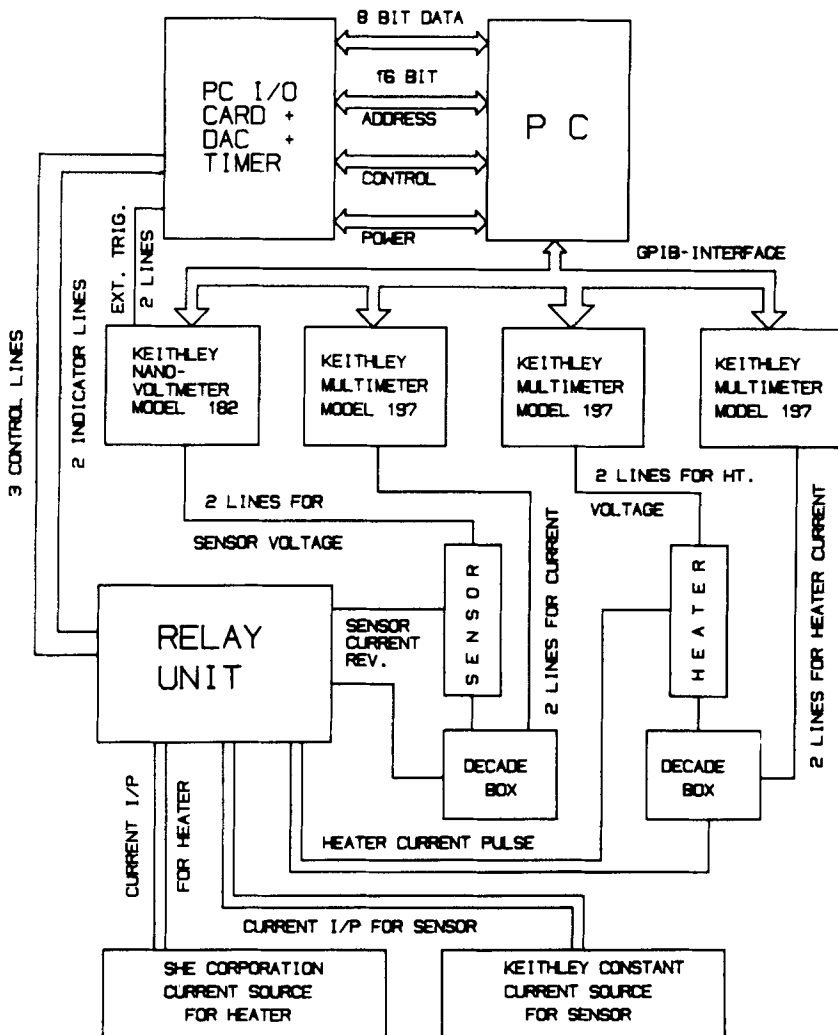 8 BIT DATA
PC I/O
CARD +
DAC +
TIMER
16 BIT
ADDRESS
CONTROL
POWER
P C
EXT. TRIG.
2 LINES
GPIB-INTERFACE
3 CONTROL LINES
2 INDICATOR LINES
KEITHLEY
NANO-
VOLTMETER
MODEL 182
KEITHLEY
MULTIMETER
MODEL 197
KEITHLEY
MULTIMETER
MODEL 197
KEITHLEY
MULTIMETER
MODEL 197
2 LINES FOR
SENSOR VOLTAGE
2 LINES FOR HT.
VOLTAGE
RELAY
UNIT
SENSOR
CURRENT
REV.
SENSOR
2 LINES FOR CURRENT
HEATER
2 LINES FOR HEATER CURRENT
DECADE
BOX
DECADE
BOX
CURRENT I/P
FOR HEATER
HEATER CURRENT PULSE
CURRENT I/P FOR SENSOR
SHE CORPORATION
CURRENT SOURCE
FOR HEATER
KEITHLEY CONSTANT
CURRENT SOURCE
FOR SENSOR